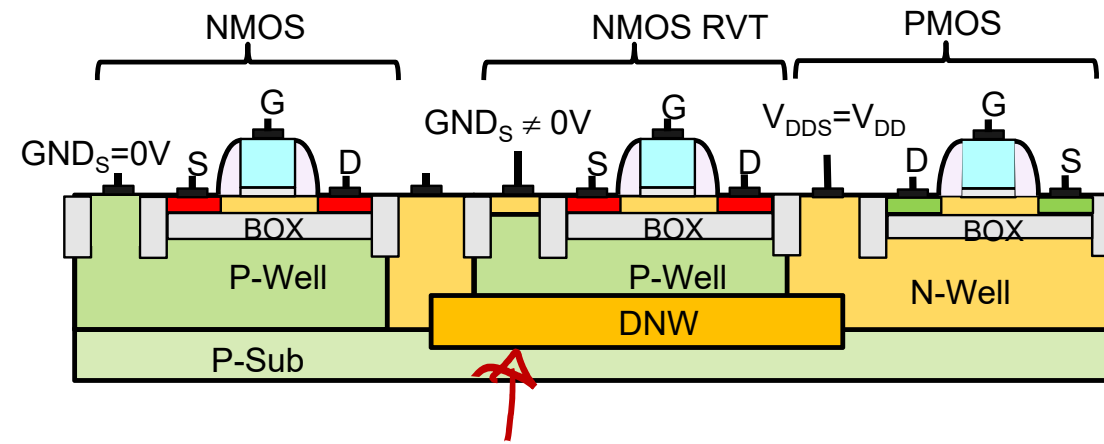 NMOS
NMOS RVT
PMOS
G
GND_S ≠ 0V
G
V_DDS=V_DD
G
GND_S=0V
S
D
S
D
D
S
BOX
BOX
BOX
P-Well
P-Well
N-Well
DNW
P-Sub